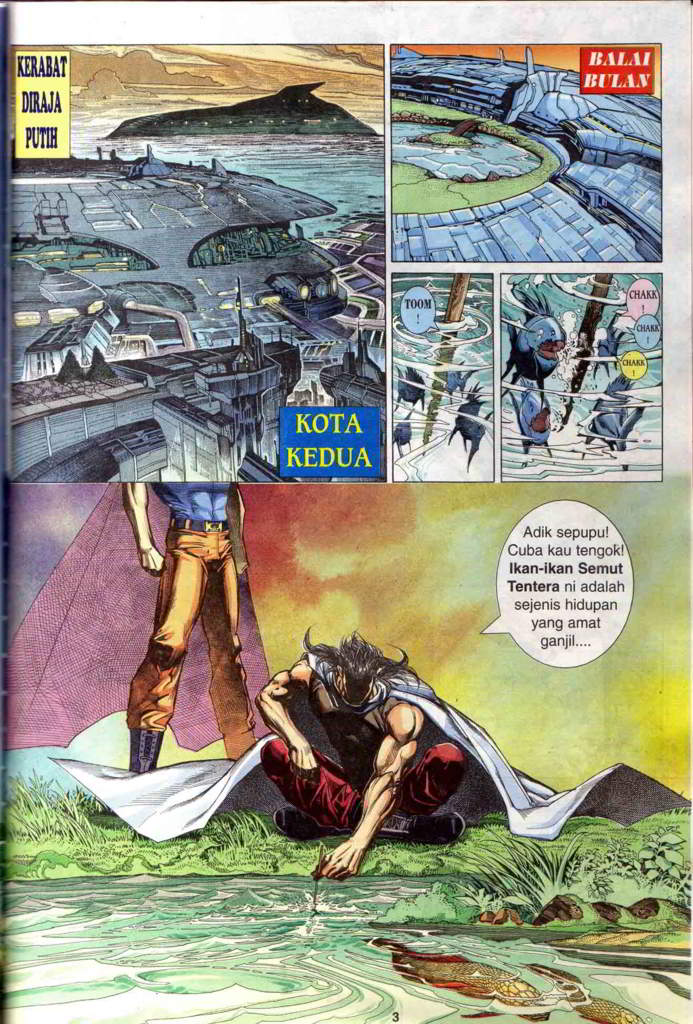 KERABAT
DIRAJA
PUTIH
KOTA
KEDUA
BALAI
BULAN
TOOM
!
CHAKK
!
CHAKK
!
CHAKK
!
Adik sepupu!
Cuba kau tengok!
Ikan-ikan Semut
Tentera ni adalah
sejenis hidupan
yang amat
ganjil....
3